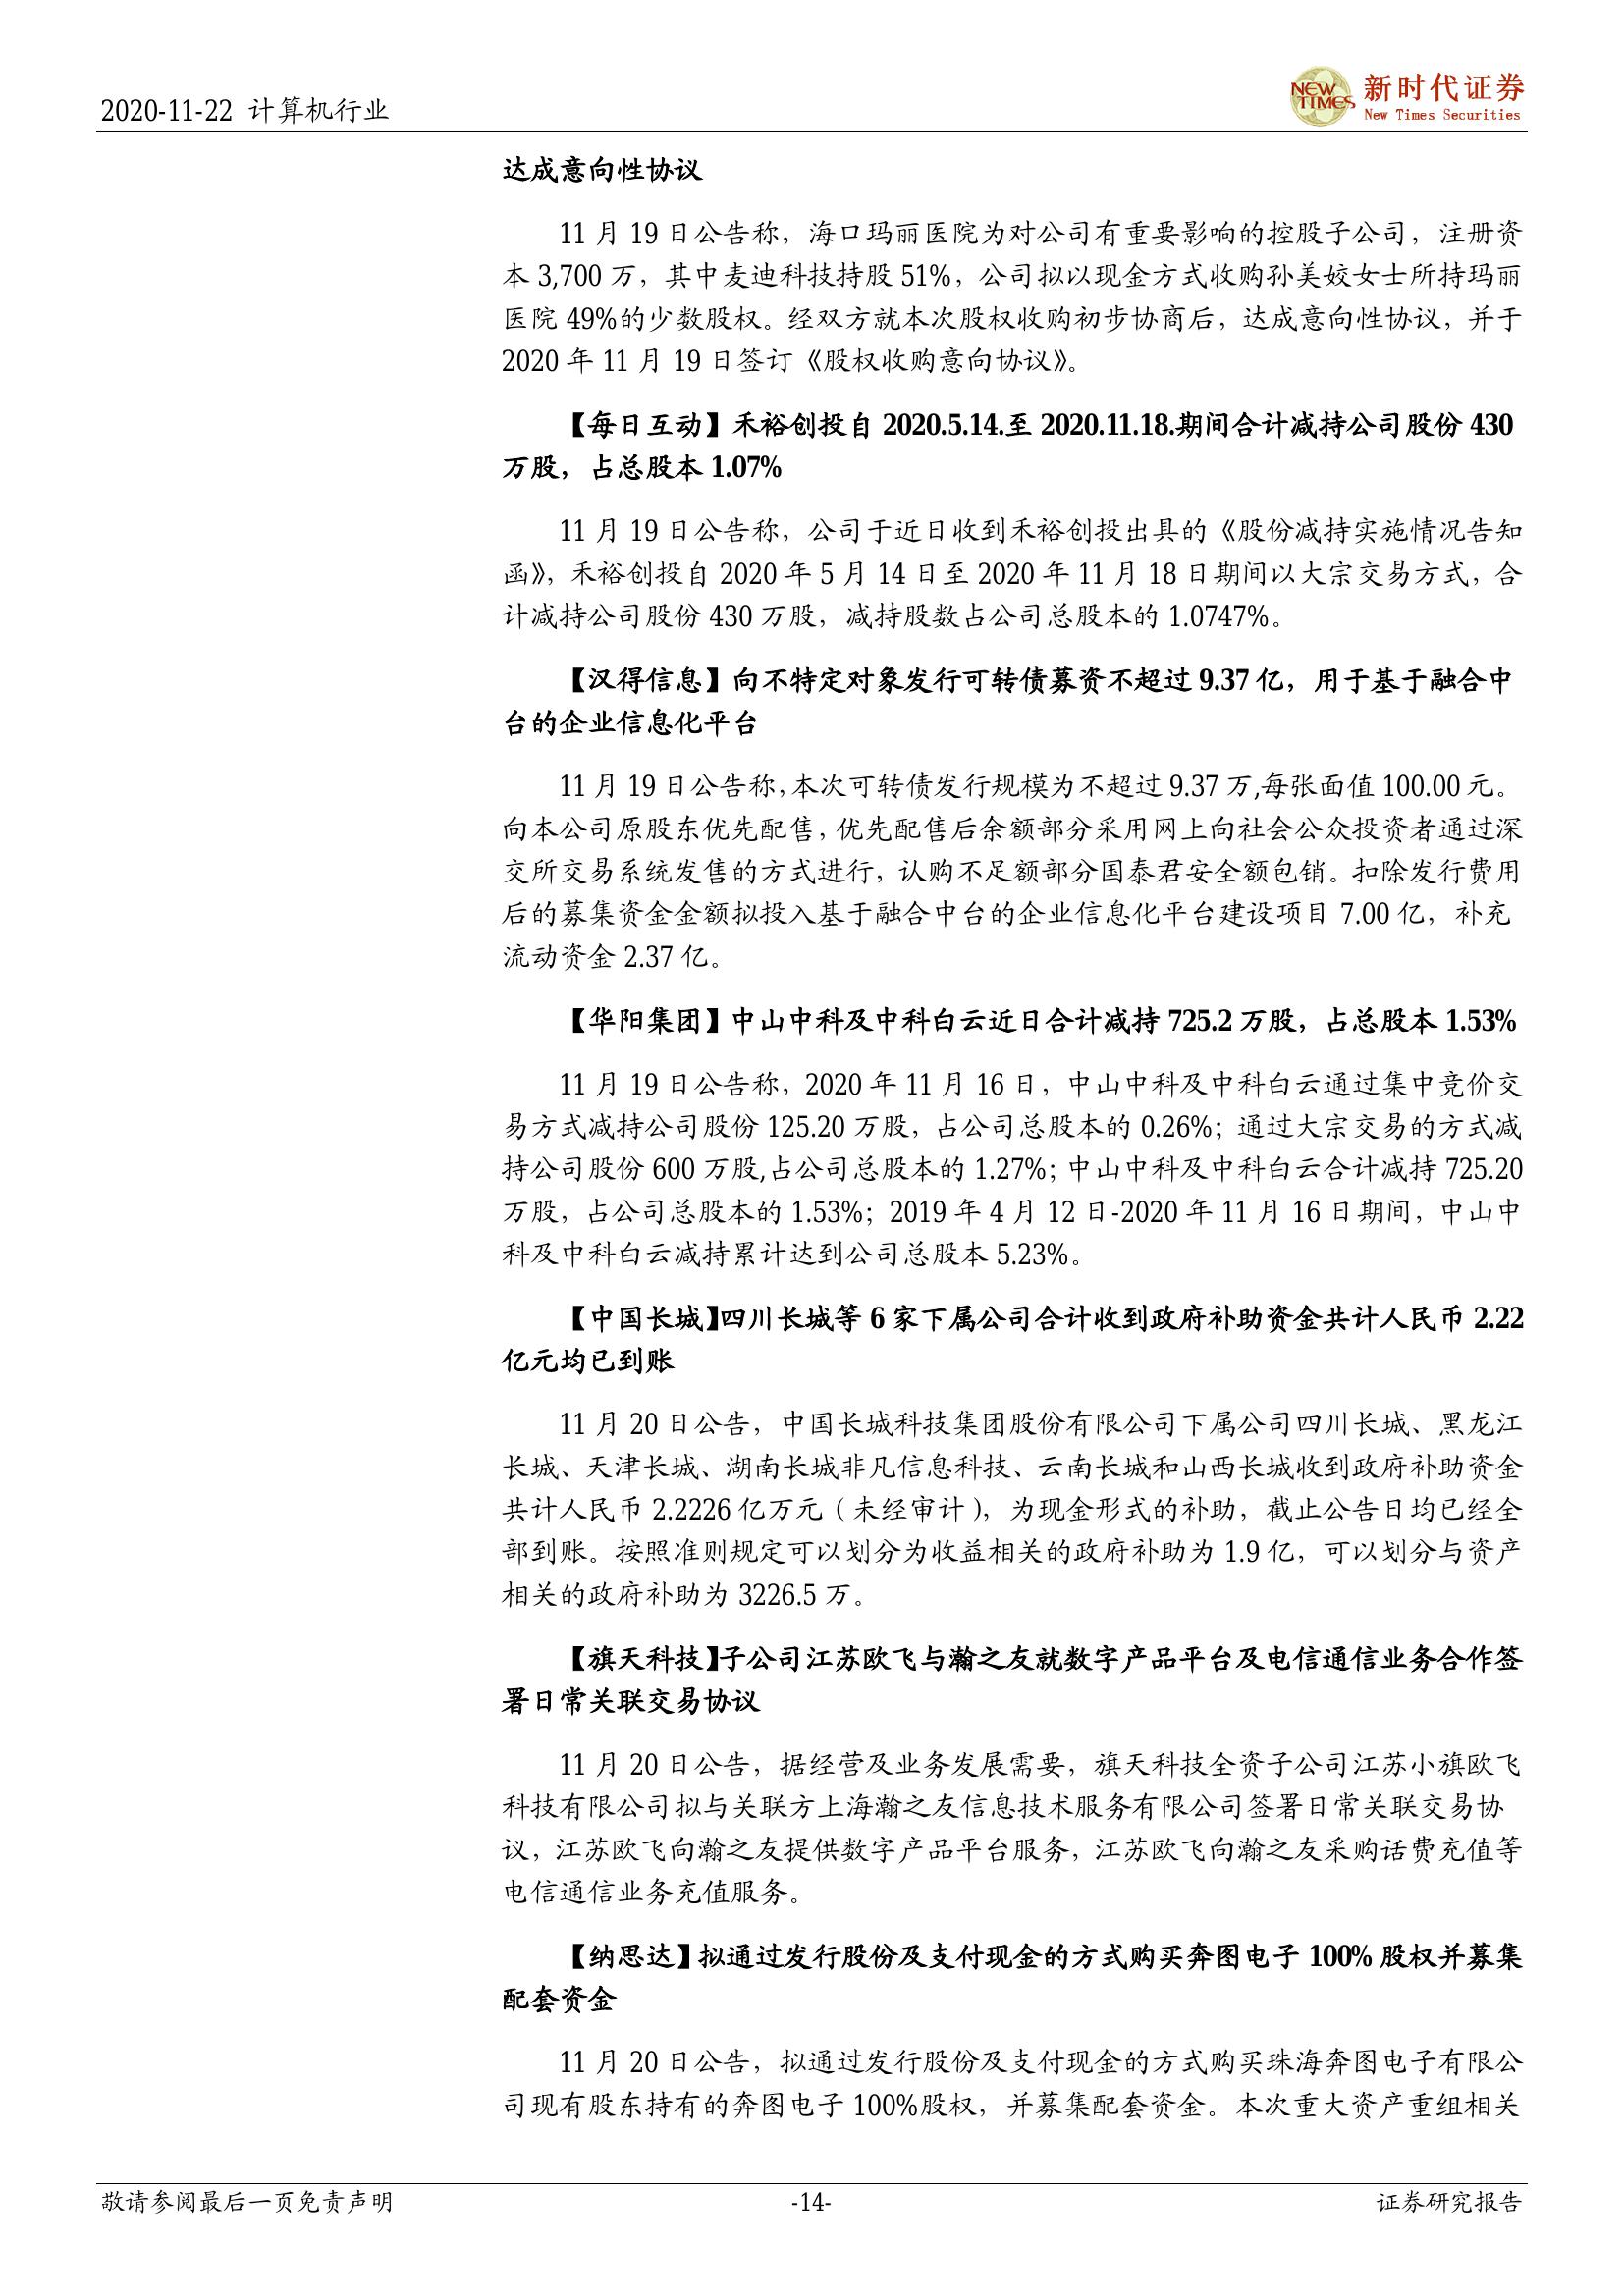 2020-11-22 计算机行业
NEW TIMES
新时代证券
New Times Securities
达成意向性协议
11 月 19 日公告称，海口玛丽医院为对公司有重要影响的控股子公司，注册资
本 3,700 万，其中麦迪科技持股 51%，公司拟以现金方式收购孙美姣女士所持玛丽
医院 49%的少数股权。经双方就本次股权收购初步协商后，达成意向性协议，并于
2020 年 11 月 19 日签订《股权收购意向协议》。
【每日互动】禾裕创投自 2020.5.14.至 2020.11.18.期间合计减持公司股份 430
万股，占总股本 1.07%
11 月 19 日公告称，公司于近日收到禾裕创投出具的《股份减持实施情况告知
函》，禾裕创投自 2020 年 5 月 14 日至 2020 年 11 月 18 日期间以大宗交易方式，合
计减持公司股份 430 万股，减持股数占公司总股本的 1.0747%。
【汉得信息】向不特定对象发行可转债募资不超过 9.37 亿，用于基于融合中
台的企业信息化平台
11 月 19 日公告称，本次可转债发行规模为不超过 9.37 万,每张面值 100.00 元。
向本公司原股东优先配售，优先配售后余额部分采用网上向社会公众投资者通过深
交所交易系统发售的方式进行，认购不足额部分国泰君安全额包销。扣除发行费用
后的募集资金金额拟投入基于融合中台的企业信息化平台建设项目 7.00 亿，补充
流动资金 2.37 亿。
【华阳集团】中山中科及中科白云近日合计减持 725.2 万股，占总股本 1.53%
11 月 19 日公告称，2020 年 11 月 16 日，中山中科及中科白云通过集中竞价交
易方式减持公司股份 125.20 万股，占公司总股本的 0.26%；通过大宗交易的方式减
持公司股份 600 万股,占公司总股本的 1.27%；中山中科及中科白云合计减持 725.20
万股，占公司总股本的 1.53%；2019 年 4 月 12 日-2020 年 11 月 16 日期间，中山中
科及中科白云减持累计达到公司总股本 5.23%。
【中国长城】四川长城等 6 家下属公司合计收到政府补助资金共计人民币 2.22
亿元均已到账
11 月 20 日公告，中国长城科技集团股份有限公司下属公司四川长城、黑龙江
长城、天津长城、湖南长城非凡信息科技、云南长城和山西长城收到政府补助资金
共计人民币 2.2226 亿万元（未经审计），为现金形式的补助，截止公告日均已经全
部到账。按照准则规定可以划分为收益相关的政府补助为 1.9 亿，可以划分与资产
相关的政府补助为 3226.5 万。
【旗天科技】子公司江苏欧飞与瀚之友就数字产品平台及电信通信业务合作签
署日常关联交易协议
11 月 20 日公告，据经营及业务发展需要，旗天科技全资子公司江苏小旗欧飞
科技有限公司拟与关联方上海瀚之友信息技术服务有限公司签署日常关联交易协
议，江苏欧飞向瀚之友提供数字产品平台服务，江苏欧飞向瀚之友采购话费充值等
电信通信业务充值服务。
【纳思达】拟通过发行股份及支付现金的方式购买奔图电子 100% 股权并募集
配套资金
11 月 20 日公告，拟通过发行股份及支付现金的方式购买珠海奔图电子有限公
司现有股东持有的奔图电子 100%股权，并募集配套资金。本次重大资产重组相关
敬请参阅最后一页免责声明
-14-
证券研究报告